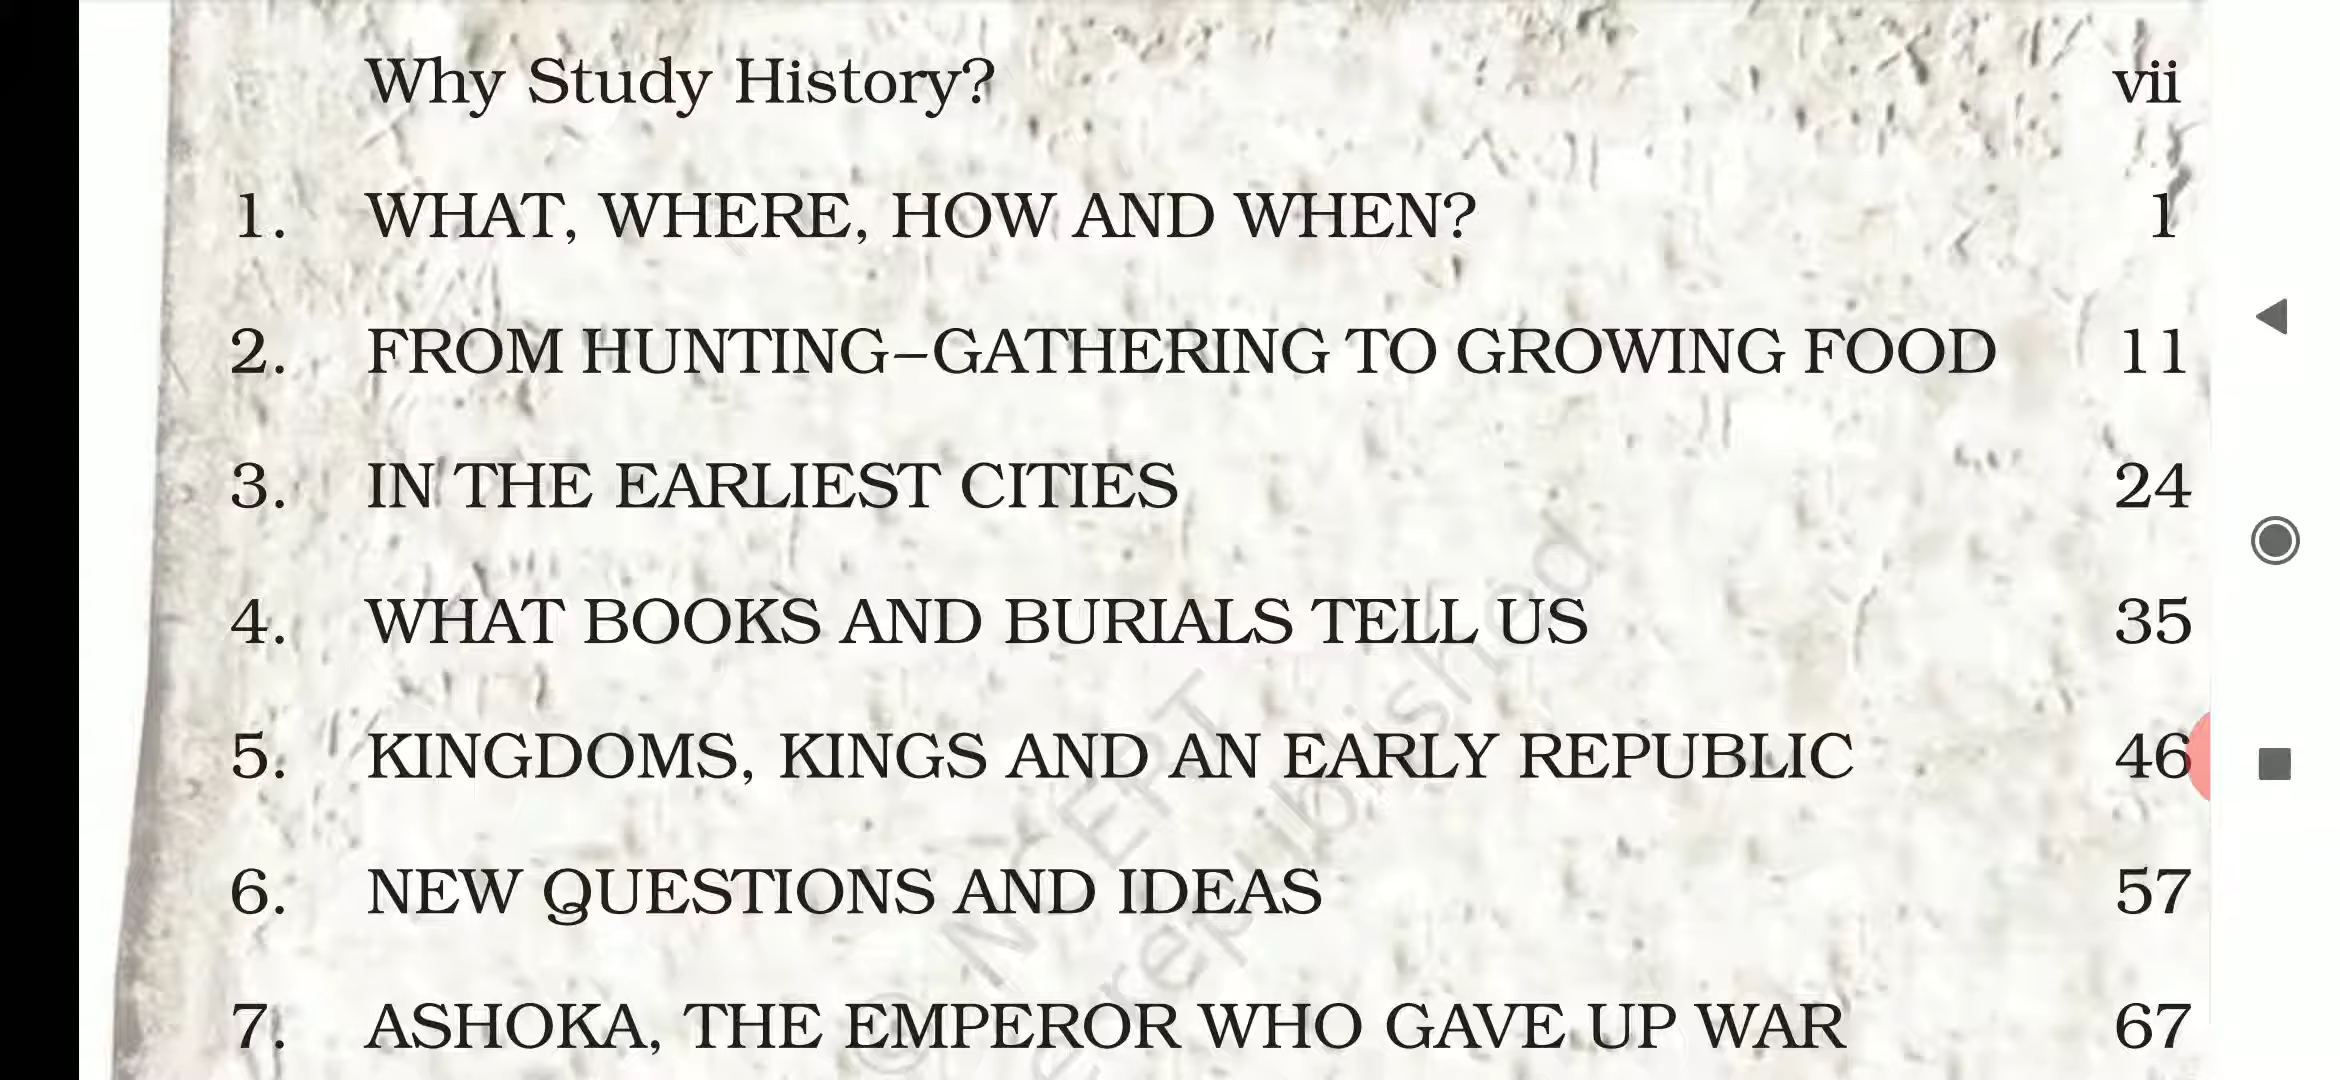 Why Study History? vii
1. WHAT, WHERE, HOW AND WHEN? 1
2. FROM HUNTING–GATHERING TO GROWING FOOD 11
3. IN THE EARLIEST CITIES 24
4. WHAT BOOKS AND BURIALS TELL US 35
5. KINGDOMS, KINGS AND AN EARLY REPUBLIC 46
6. NEW QUESTIONS AND IDEAS 57
7. ASHOKA, THE EMPEROR WHO GAVE UP WAR 67
© NCERT
republished